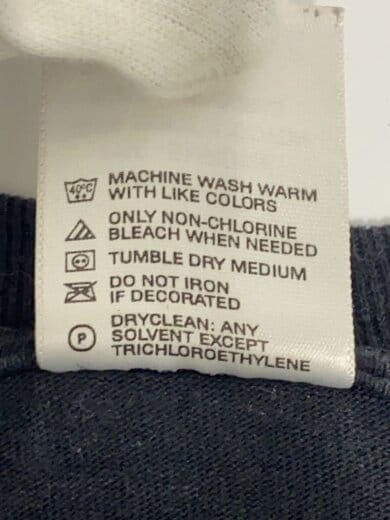 40°C MACHINE WASH WARM
WITH LIKE COLORS
ONLY NON-CHLORINE
BLEACH WHEN NEEDED
TUMBLE DRY MEDIUM
DO NOT IRON
IF DECORATED
DRYCLEAN: ANY
P SOLVENT EXCEPT
TRICHLOROETHYLENE